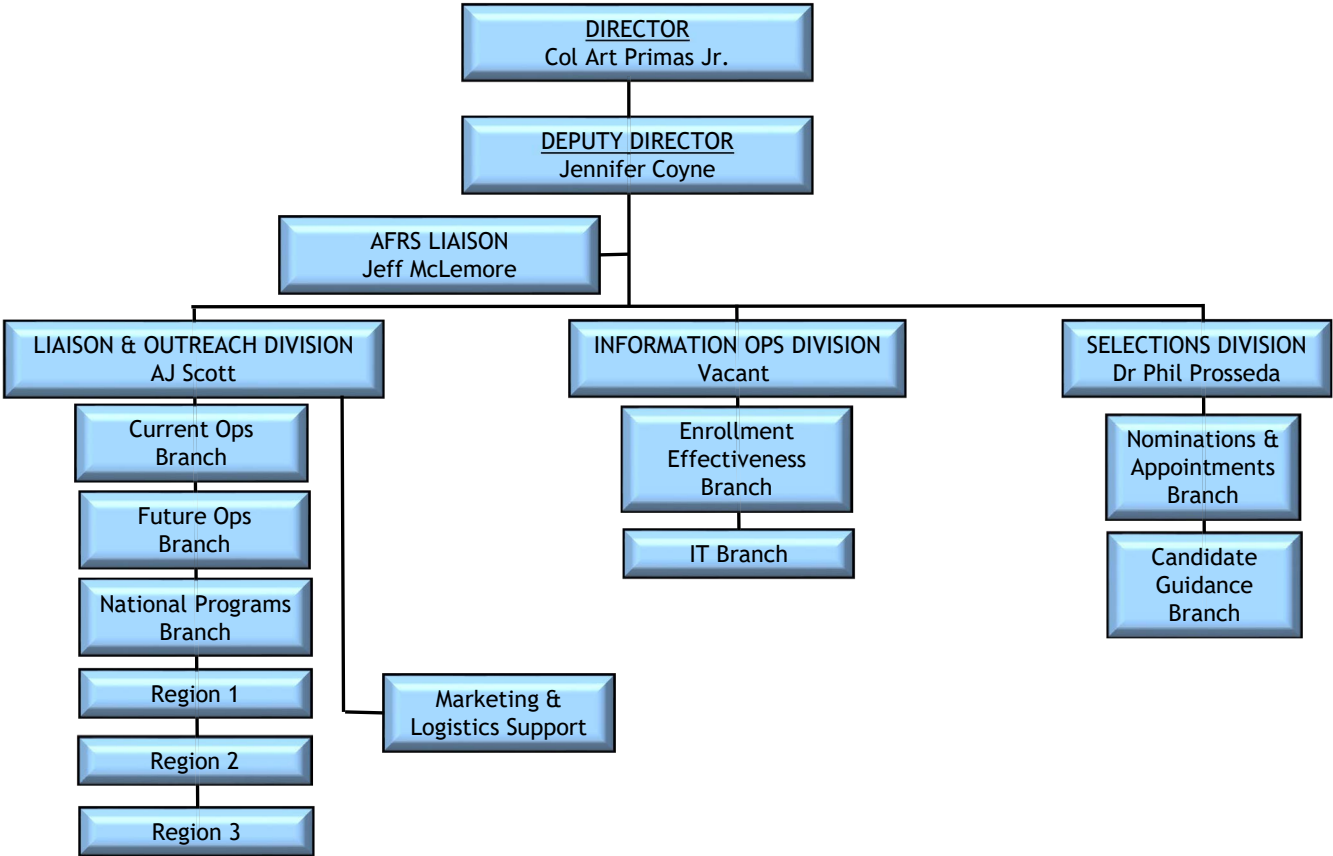 DIRECTOR
Col Art Primas Jr.
DEPUTY DIRECTOR
Jennifer Coyne
AFRS LIAISON
Jeff McLemore
LIAISON & OUTREACH DIVISION
AJ Scott
Current Ops
Branch
Future Ops
Branch
National Programs
Branch
Region 1
Region 2
Region 3
Marketing &
Logistics Support
INFORMATION OPS DIVISION
Vacant
Enrollment
Effectiveness
Branch
IT Branch
SELECTIONS DIVISION
Dr Phil Prosseda
Nominations &
Appointments
Branch
Candidate
Guidance
Branch